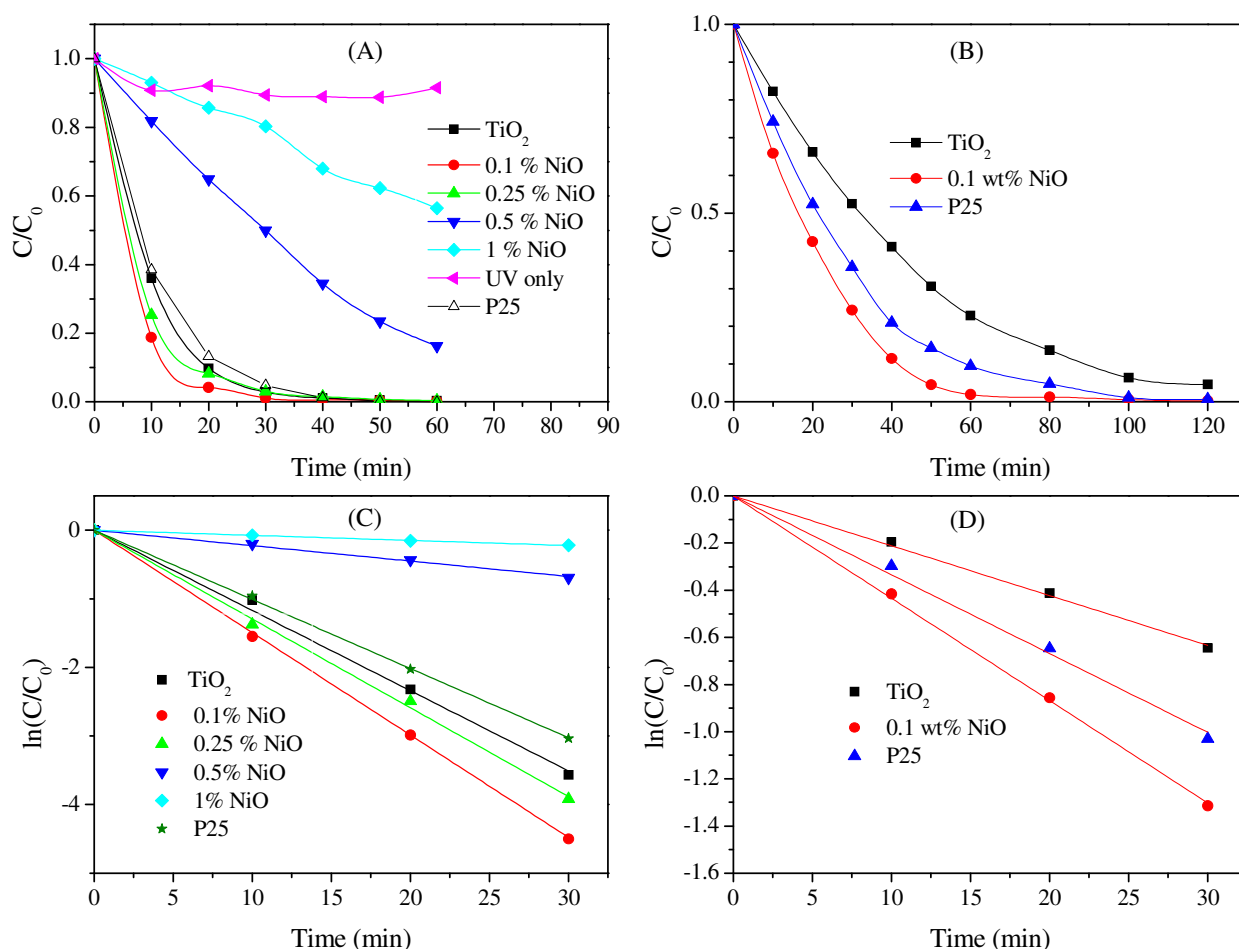 (A)
C/C₀
1.0
0.8
0.6
0.4
0.2
0.0
TiO₂
0.1 % NiO
0.25 % NiO
0.5 % NiO
1 % NiO
UV only
P25
0 10 20 30 40 50 60 70 80 90
Time (min)
(B)
C/C₀
1.0
0.5
0.0
TiO₂
0.1 wt% NiO
P25
0 20 40 60 80 100 120
Time (min)
(C)
ln(C/C₀)
0
-2
-4
TiO₂
0.1% NiO
0.25 % NiO
0.5% NiO
1% NiO
P25
0 5 10 15 20 25 30
Time (min)
(D)
ln(C/C₀)
0.0
-0.2
-0.4
-0.6
-0.8
-1.0
-1.2
-1.4
-1.6
TiO₂
0.1 wt% NiO
P25
0 5 10 15 20 25 30
Time (min)